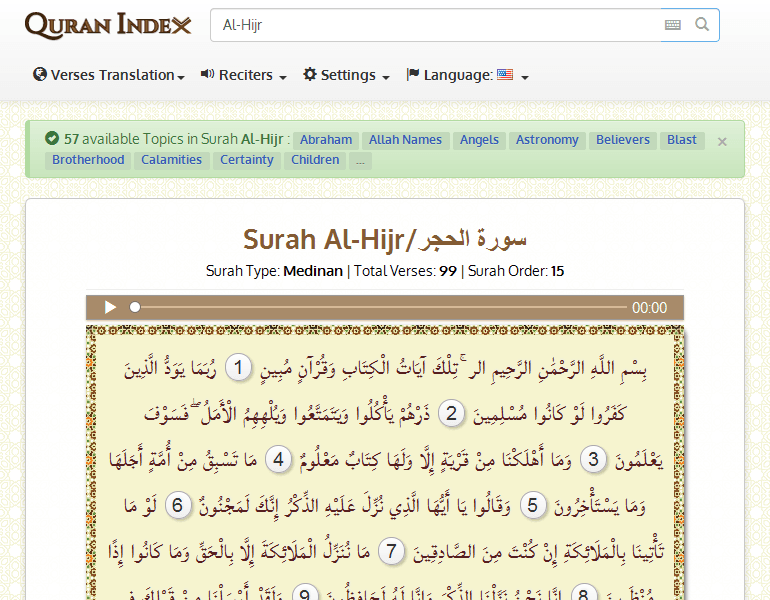 QURAN INDEX
Al-Hijr
Verses Translation
Reciters
Settings
Language:
57 available Topics in Surah Al-Hijr : Abraham Allah Names Angels Astronomy Believers Blast
Brotherhood Calamities Certainty Children ...
Surah Al-Hijr/سورة الحجر
Surah Type: Medinan | Total Verses: 99 | Surah Order: 15
00:00
بِسْمِ اللَّهِ الرَّحْمَٰنِ الرَّحِيمِ الر ۚ تِلْكَ آيَاتُ الْكِتَابِ وَقُرْآنٍ مُبِينٍ 1 رُبَمَا يَوَدُّ الَّذِينَ
كَفَرُوا لَوْ كَانُوا مُسْلِمِينَ 2 ذَرْهُمْ يَأْكُلُوا وَيَتَمَتَّعُوا وَيُلْهِهِمُ الْأَمَلُ ۖ فَسَوْفَ
يَعْلَمُونَ 3 وَمَا أَهْلَكْنَا مِنْ قَرْيَةٍ إِلَّا وَلَهَا كِتَابٌ مَعْلُومٌ 4 مَا تَسْبِقُ مِنْ أُمَّةٍ أَجَلَهَا
وَمَا يَسْتَأْخِرُونَ 5 وَقَالُوا يَا أَيُّهَا الَّذِي نُزِّلَ عَلَيْهِ الذِّكْرُ إِنَّكَ لَمَجْنُونٌ 6 لَوْ مَا
تَأْتِينَا بِالْمَلَائِكَةِ إِنْ كُنْتَ مِنَ الصَّادِقِينَ 7 مَا نُنَزِّلُ الْمَلَائِكَةَ إِلَّا بِالْحَقِّ وَمَا كَانُوا إِذًا
مُنْظَرِينَ 8 إِنَّا نَحْنُ نَزَّلْنَا الذِّكْرَ وَإِنَّا لَهُ لَحَافِظُونَ 9 وَلَقَدْ أَرْسَلْنَا مِنْ قَبْلِكَ فِي